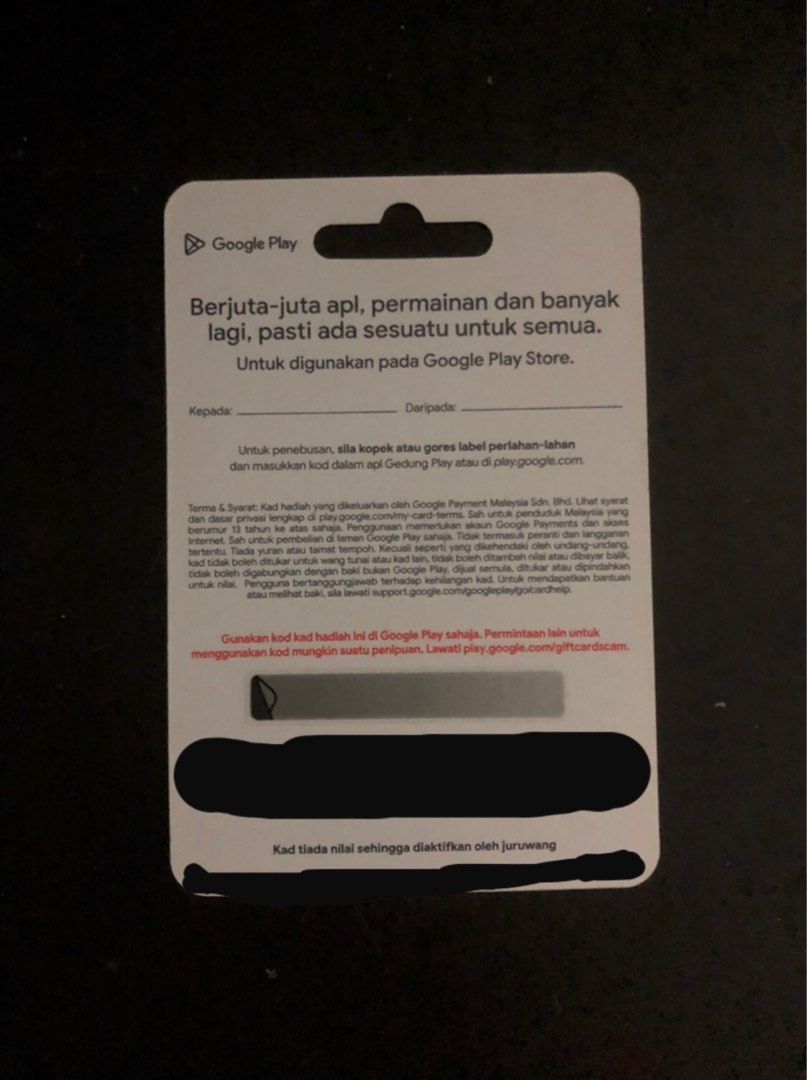 Google Play
Berjuta-juta apl, permainan dan banyak
lagi, pasti ada sesuatu untuk semua.
Untuk digunakan pada Google Play Store.
Kepada: Daripada:
Untuk penebusan, sila kopek atau gores label perlahan-lahan
dan masukkan kod dalam apl Gedung Play atau di play.google.com.
Terma & Syarat: Kad hadiah yang dikeluarkan oleh Google Payment Malaysia Sdn. Bhd. Lihat syarat
dan dasar privasi lengkap di play.google.com/my-card-terms. Sah untuk penduduk Malaysia yang
berumur 13 tahun ke atas sahaja. Penggunaan memerlukan akaun Google Payments dan akses
Internet. Sah untuk pembelian di laman Google Play sahaja. Tidak termasuk peranti dan langganan
tertentu. Tiada yuran atau tamat tempoh. Kecuali seperti yang dikehendaki oleh undang-undang,
kad tidak boleh ditukar untuk wang tunai atau kad lain, tidak boleh ditambah nilai atau dibayar balik,
tidak boleh digabungkan dengan baki bukan Google Play, dijual semula, ditukar atau dipindahkan
untuk nilai. Pengguna bertanggungjawab terhadap kehilangan kad. Untuk mendapatkan bantuan
atau melihat baki, sila lawati support.google.com/googleplay/go/cardhelp.
Gunakan kod kad hadiah ini di Google Play sahaja. Permintaan lain untuk
menggunakan kod mungkin suatu penipuan. Lawati play.google.com/giftcardscam.
Kad tiada nilai sehingga diaktifkan oleh juruwang